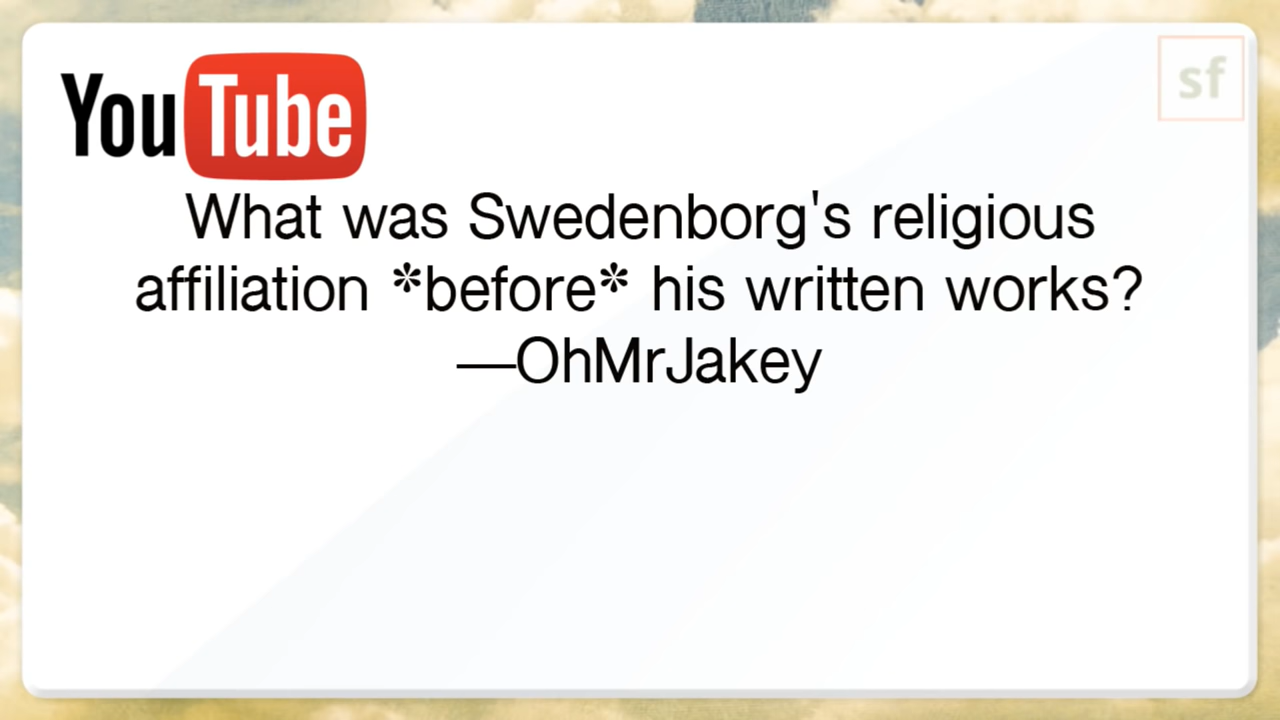 YouTube
sf
What was Swedenborg's religious
affiliation *before* his written works?
—OhMrJakey